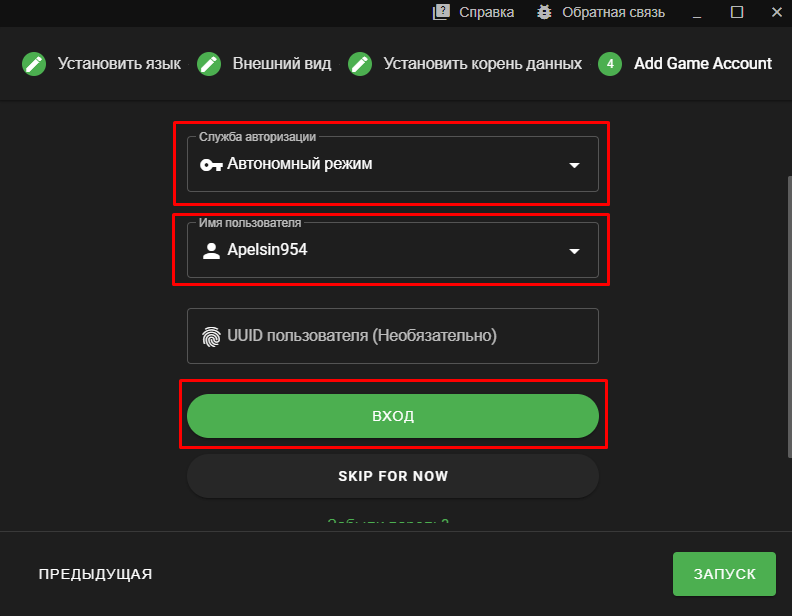 Справка
Обратная связь
Установить язык
Внешний вид
Установить корень данных
4
Add Game Account
Служба авторизации
Автономный режим
Имя пользователя
Apelsin954
UUID пользователя (Необязательно)
ВХОД
SKIP FOR NOW
ПРЕДЫДУЩАЯ
ЗАПУСК